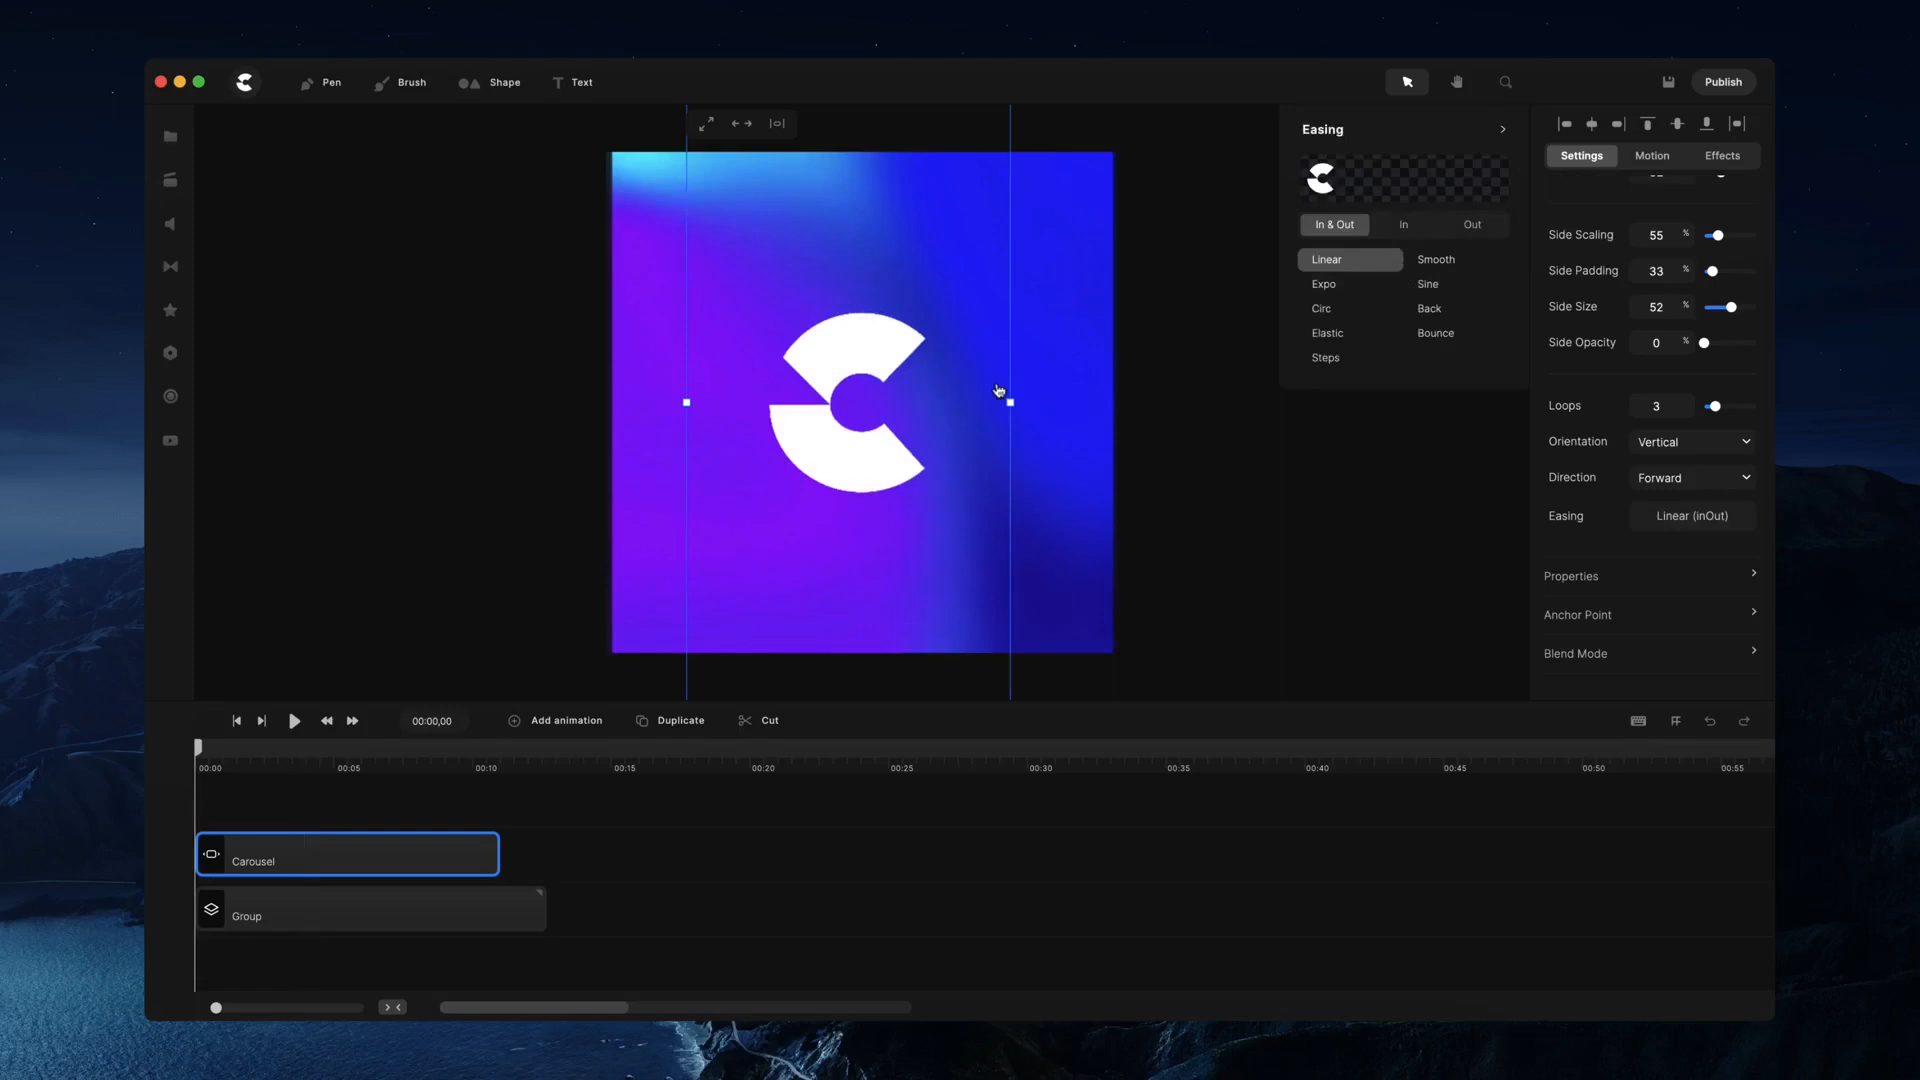 Pen Brush Shape Text Publish
Easing
In & Out In Out
Linear Smooth
Expo Sine
Circ Back
Elastic Bounce
Steps
Settings Motion Effects
Side Scaling 55 %
Side Padding 33 %
Side Size 52 %
Side Opacity 0 %
Loops 3
Orientation Vertical
Direction Forward
Easing Linear (inOut)
Properties
Anchor Point
Blend Mode
00:00,00 Add animation Duplicate Cut
00:00 00:05 00:10 00:15 00:20 00:25 00:30 00:35 00:40 00:45 00:50 00:55
Carousel
Group